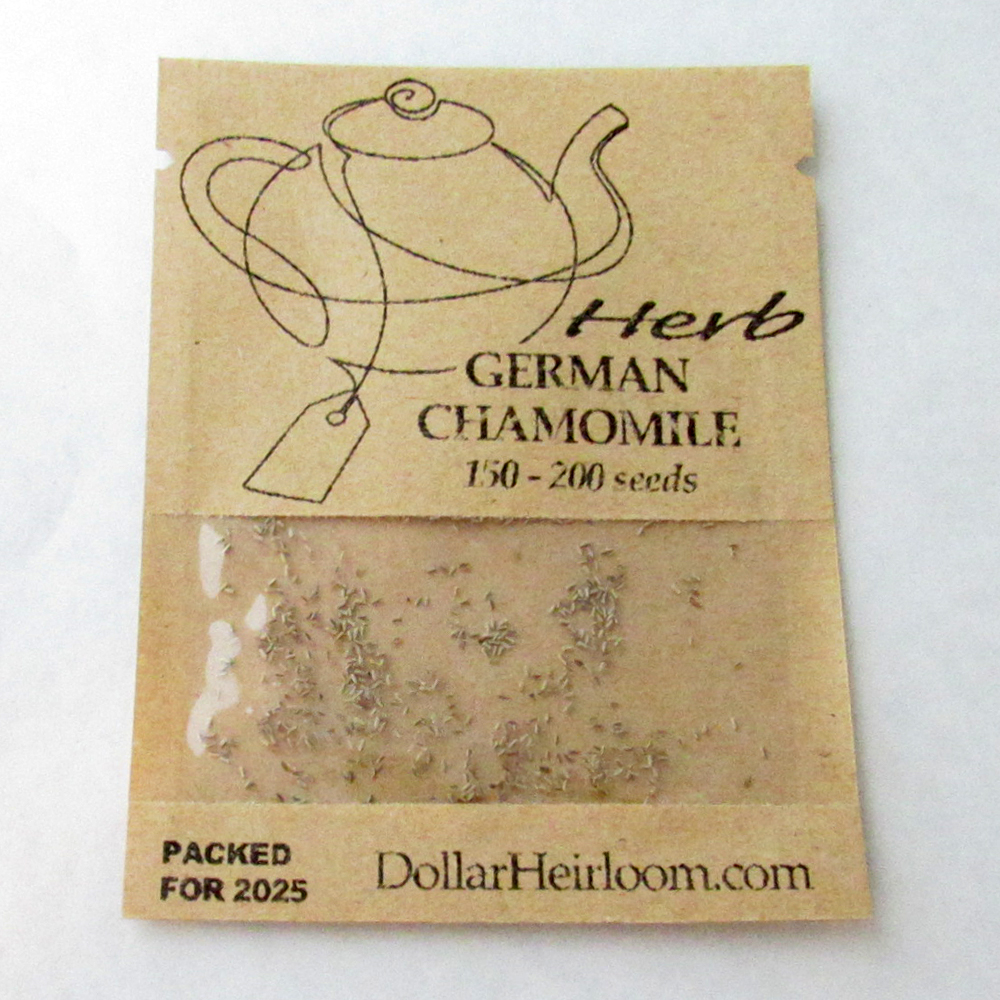 Herb
GERMAN
CHAMOMILE
150 - 200 seeds
PACKED
FOR 2025
DollarHeirloom.com